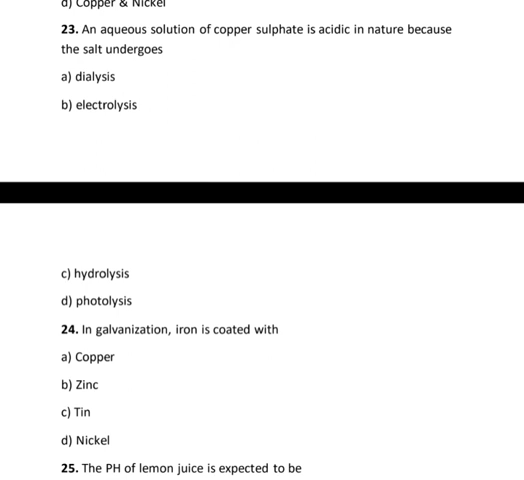 d) Copper & Nickel
23. An aqueous solution of copper sulphate is acidic in nature because
the salt undergoes
a) dialysis
b) electrolysis
c) hydrolysis
d) photolysis
24. In galvanization, iron is coated with
a) Copper
b) Zinc
c) Tin
d) Nickel
25. The PH of lemon juice is expected to be